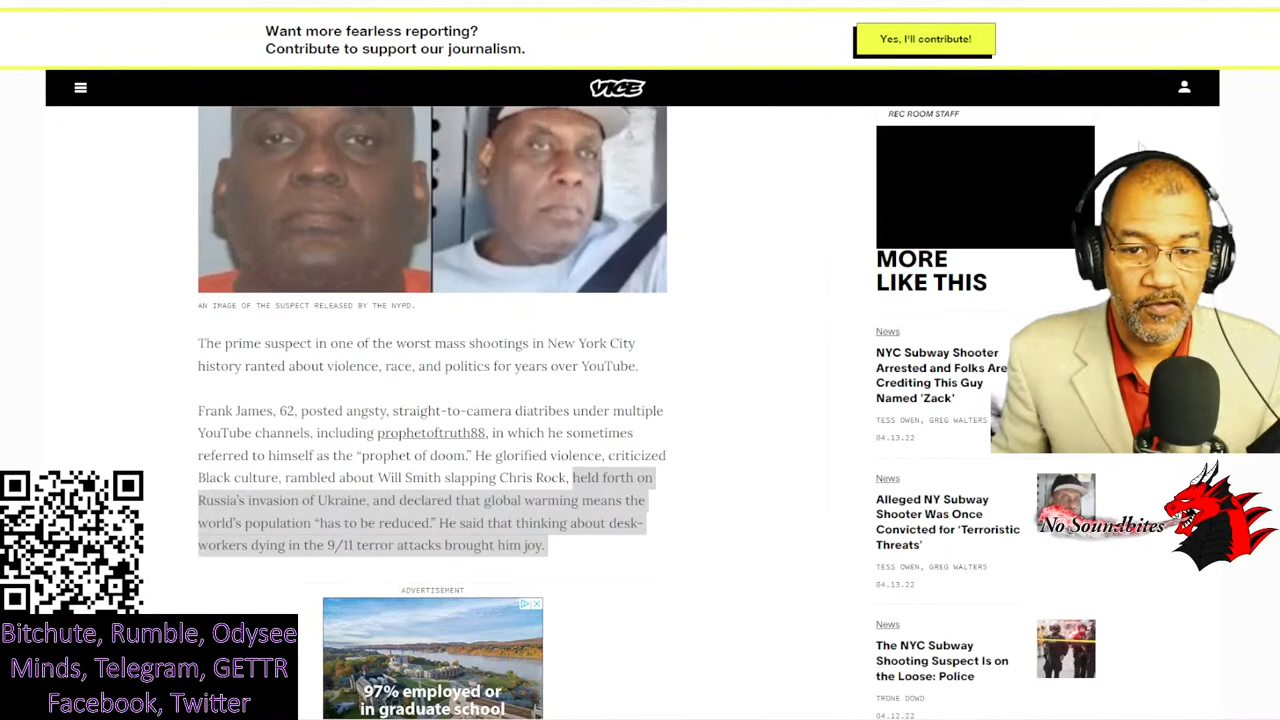 Want more fearless reporting?
Contribute to support our journalism.
Yes, I'll contribute!
VICE
REC ROOM STAFF
AN IMAGE OF THE SUSPECT RELEASED BY THE NYPD.
The prime suspect in one of the worst mass shootings in New York City
history ranted about violence, race, and politics for years over YouTube.
Frank James, 62, posted angsty, straight-to-camera diatribes under multiple
YouTube channels, including prophetoftruth88, in which he sometimes
referred to himself as the “prophet of doom.” He glorified violence, criticized
Black culture, rambled about Will Smith slapping Chris Rock, held forth on
Russia’s invasion of Ukraine, and declared that global warming means the
world’s population “has to be reduced.” He said that thinking about desk-
workers dying in the 9/11 terror attacks brought him joy.
ADVERTISEMENT
97% employed or
in graduate school
MORE
LIKE THIS
News
NYC Subway Shooter
Arrested and Folks Are
Crediting This Guy
Named 'Zack'
TESS OWEN, GREG WALTERS
04.13.22
News
Alleged NY Subway
Shooter Was Once
Convicted for 'Terroristic
Threats'
TESS OWEN, GREG WALTERS
04.13.22
News
The NYC Subway
Shooting Suspect Is on
the Loose: Police
TRONE DOWD
04.12.22
No Soundbites
Bitchute, Rumble, Odysee
Minds, Telegram, GETTR
Facebook, Twitter